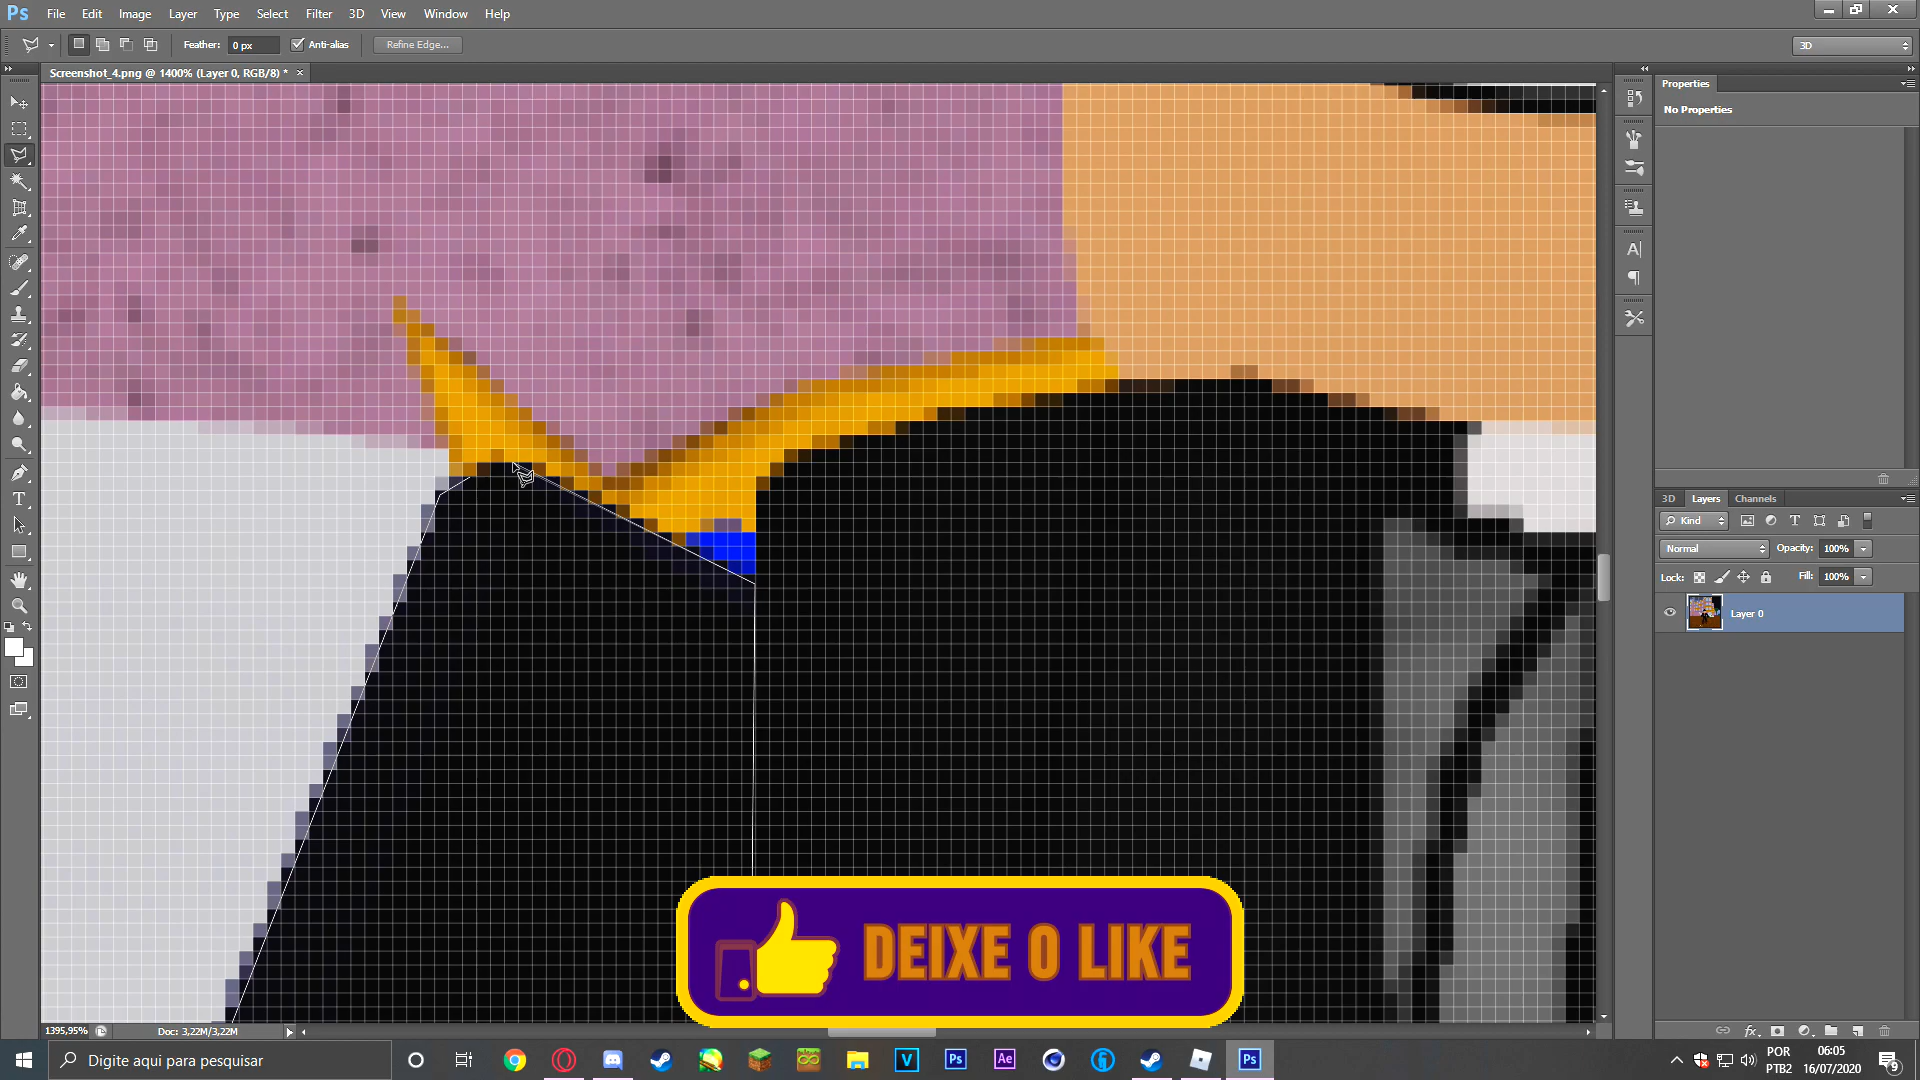 Ps File Edit Image Layer Type Select Filter 3D View Window Help
Feather: 0 px Anti-alias Refine Edge... 3D
Screenshot_4.png @ 1400% (Layer 0, RGB/8) * ×
Properties
No Properties
3D Layers Channels
Kind
Normal Opacity: 100%
Lock: Fill: 100%
Layer 0
DEIXE O LIKE
1395,95% Doc: 3,22M/3,22M
Digite aqui para pesquisar
POR 06:05
PTB2 16/07/2020